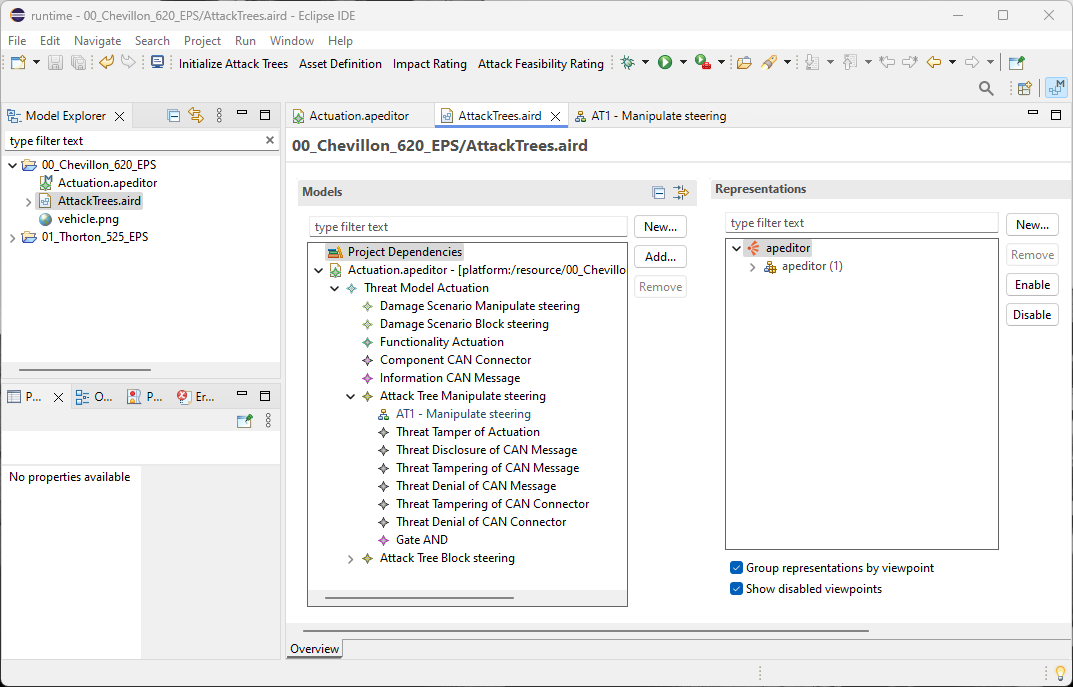 runtime - 00_Chevillon_620_EPS/AttackTrees.aird - Eclipse IDE
File Edit Navigate Search Project Run Window Help
Initialize Attack Trees Asset Definition Impact Rating Attack Feasibility Rating
Model Explorer
type filter text
00_Chevillon_620_EPS
Actuation.apeditor
AttackTrees.aird
vehicle.png
01_Thorton_525_EPS
P... O... P... Er...
No properties available
Actuation.apeditor AttackTrees.aird AT1 - Manipulate steering
00_Chevillon_620_EPS/AttackTrees.aird
Models
type filter text
New...
Add...
Remove
Project Dependencies
Actuation.apeditor - [platform:/resource/00_Chevillo
Threat Model Actuation
Damage Scenario Manipulate steering
Damage Scenario Block steering
Functionality Actuation
Component CAN Connector
Information CAN Message
Attack Tree Manipulate steering
AT1 - Manipulate steering
Threat Tamper of Actuation
Threat Disclosure of CAN Message
Threat Tampering of CAN Message
Threat Denial of CAN Message
Threat Tampering of CAN Connector
Threat Denial of CAN Connector
Gate AND
Attack Tree Block steering
Representations
type filter text
New...
Remove
Enable
Disable
apeditor
apeditor (1)
Group representations by viewpoint
Show disabled viewpoints
Overview